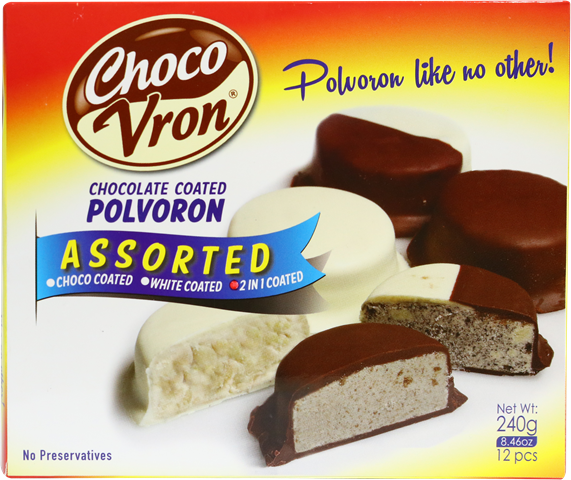 Choco
Vron®
Polvoron like no other!
CHOCOLATE COATED
POLVORON
ASSORTED
CHOCO COATED WHITE COATED 2 IN 1 COATED
Net Wt:
240g
8.46oz
12 pcs
No Preservatives